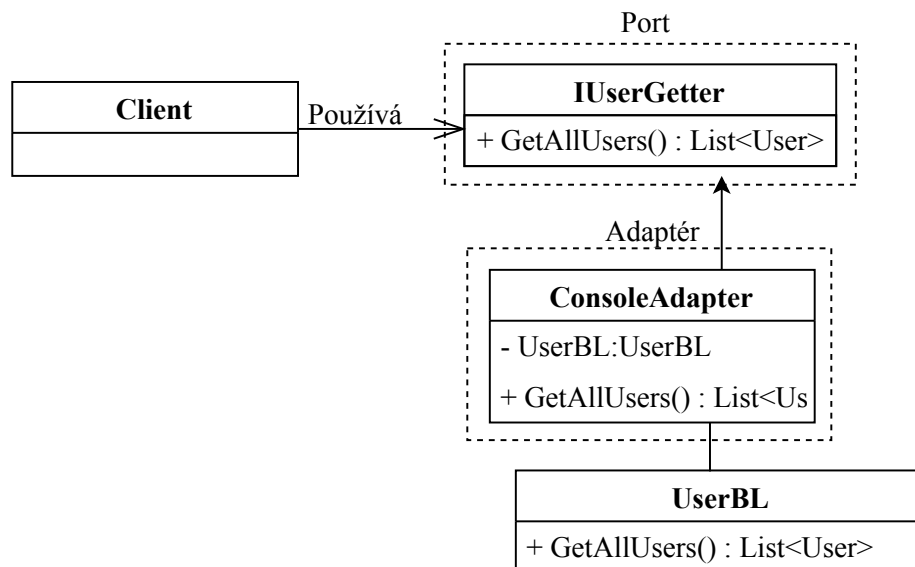 Port
IUserGetter
+ GetAllUsers() : List<User>
Client
Používá
Adaptér
ConsoleAdapter
- UserBL:UserBL
+ GetAllUsers() : List<Us
UserBL
+ GetAllUsers() : List<User>